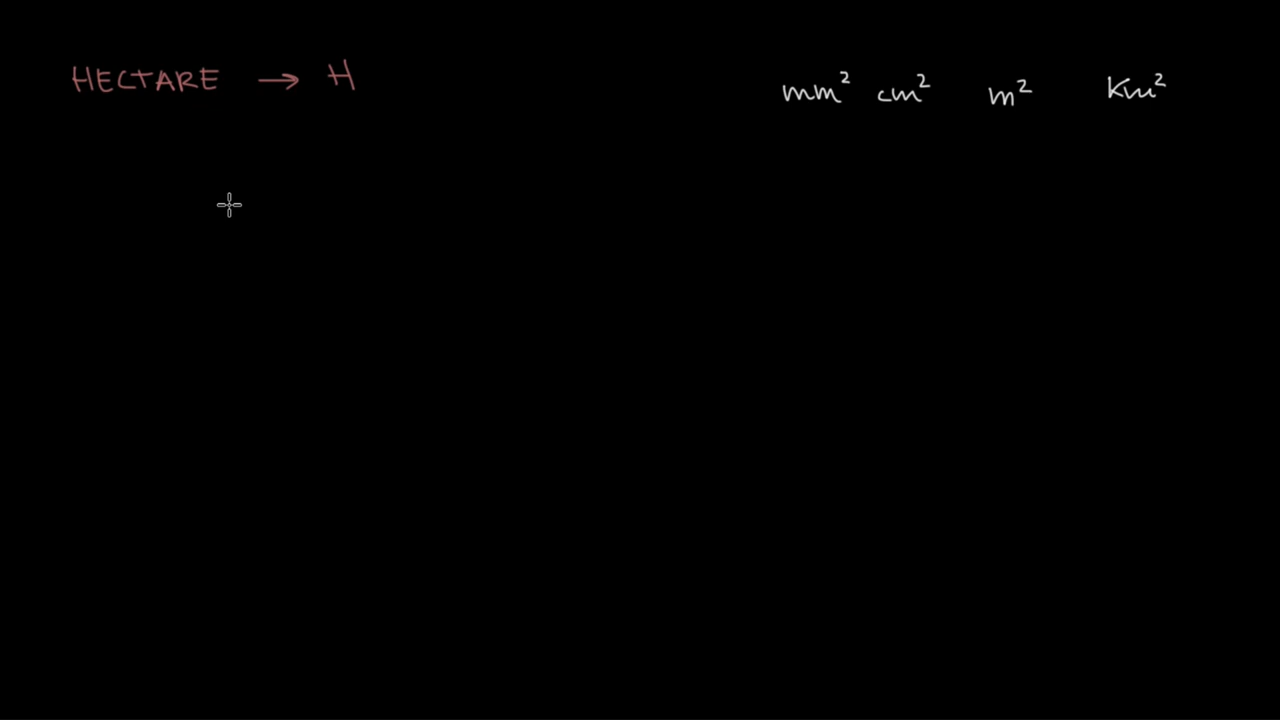 HECTARE → H
mm² cm² m² Km²